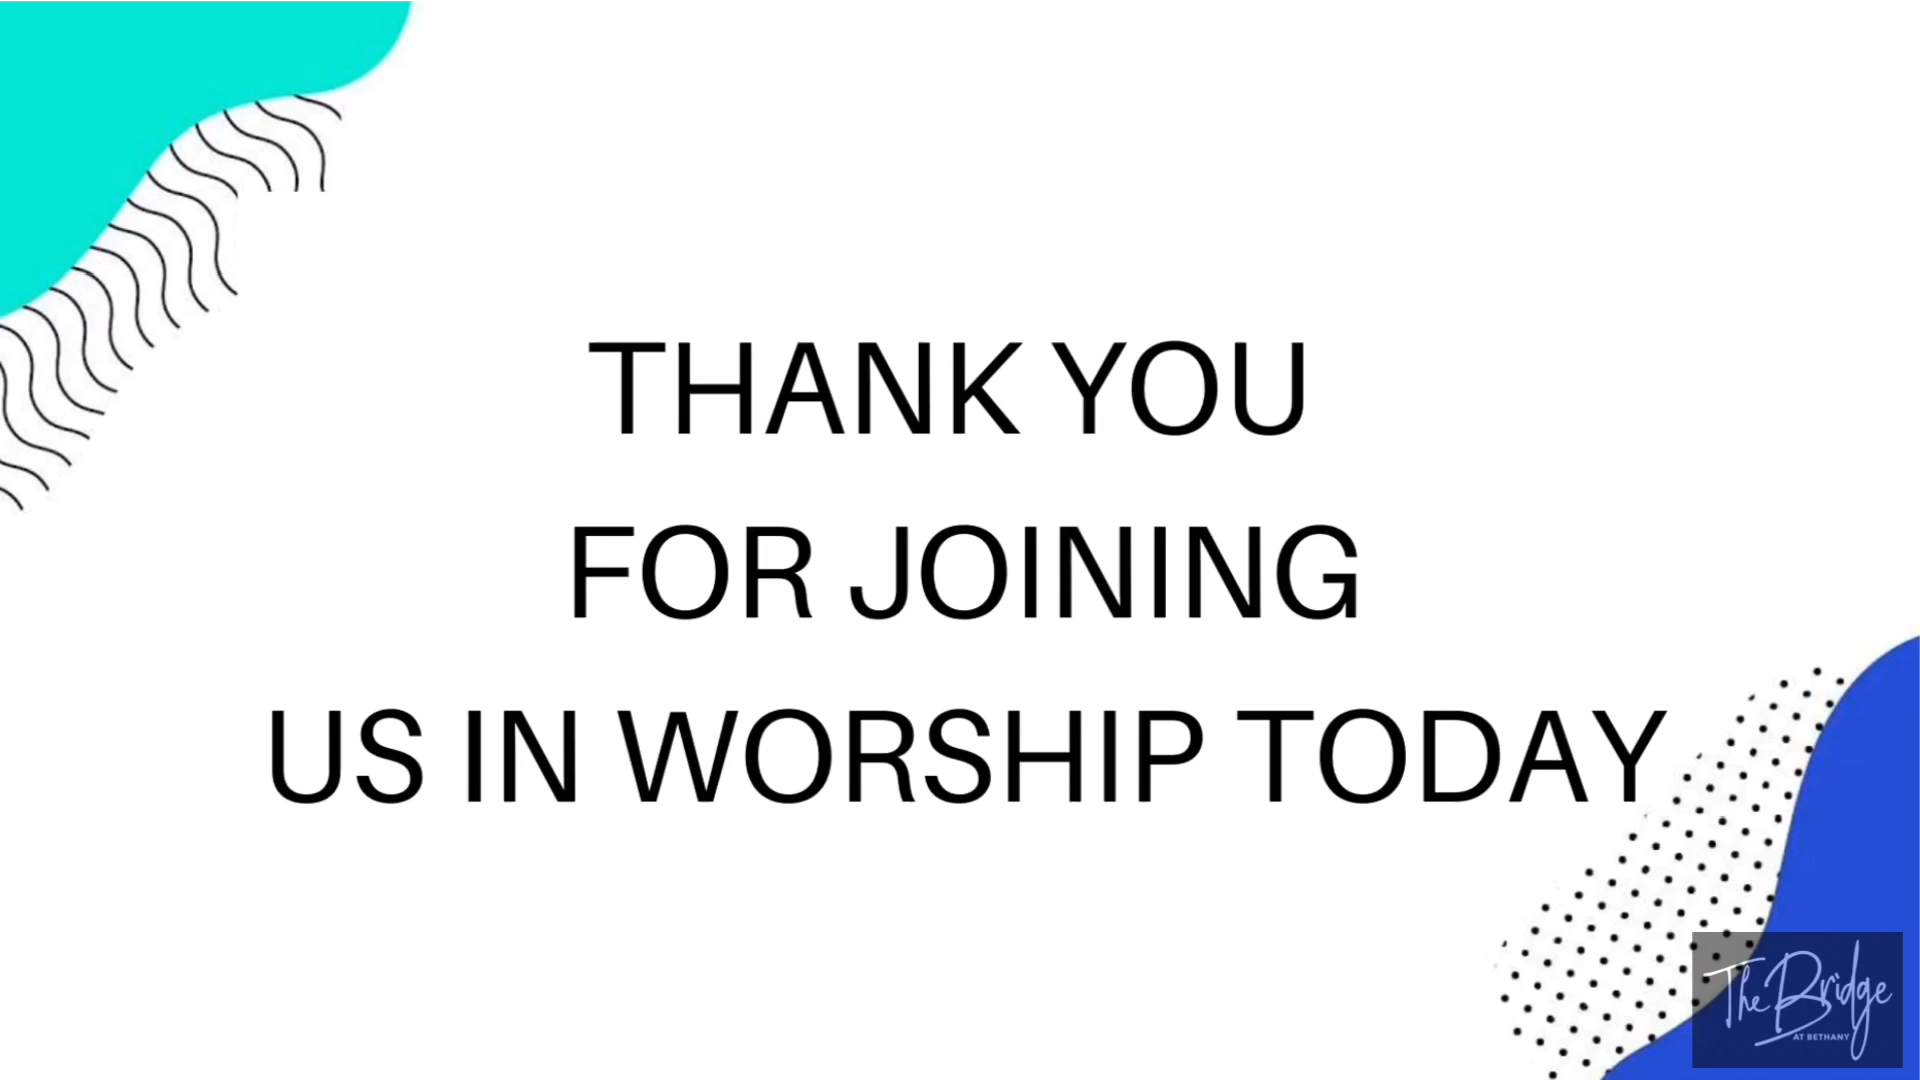 THANK YOU
FOR JOINING
US IN WORSHIP TODAY
The Bridge
AT BETHANY